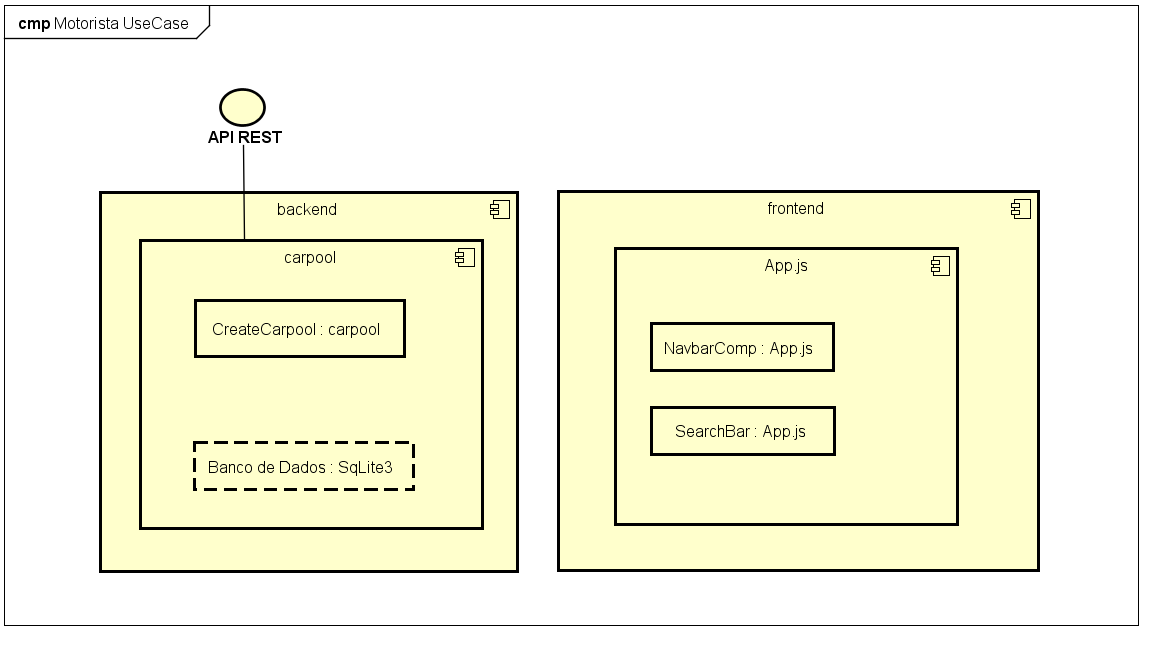 cmp Motorista UseCase
API REST
backend
carpool
CreateCarpool : carpool
Banco de Dados : SqLite3
frontend
App.js
NavbarComp : App.js
SearchBar : App.js